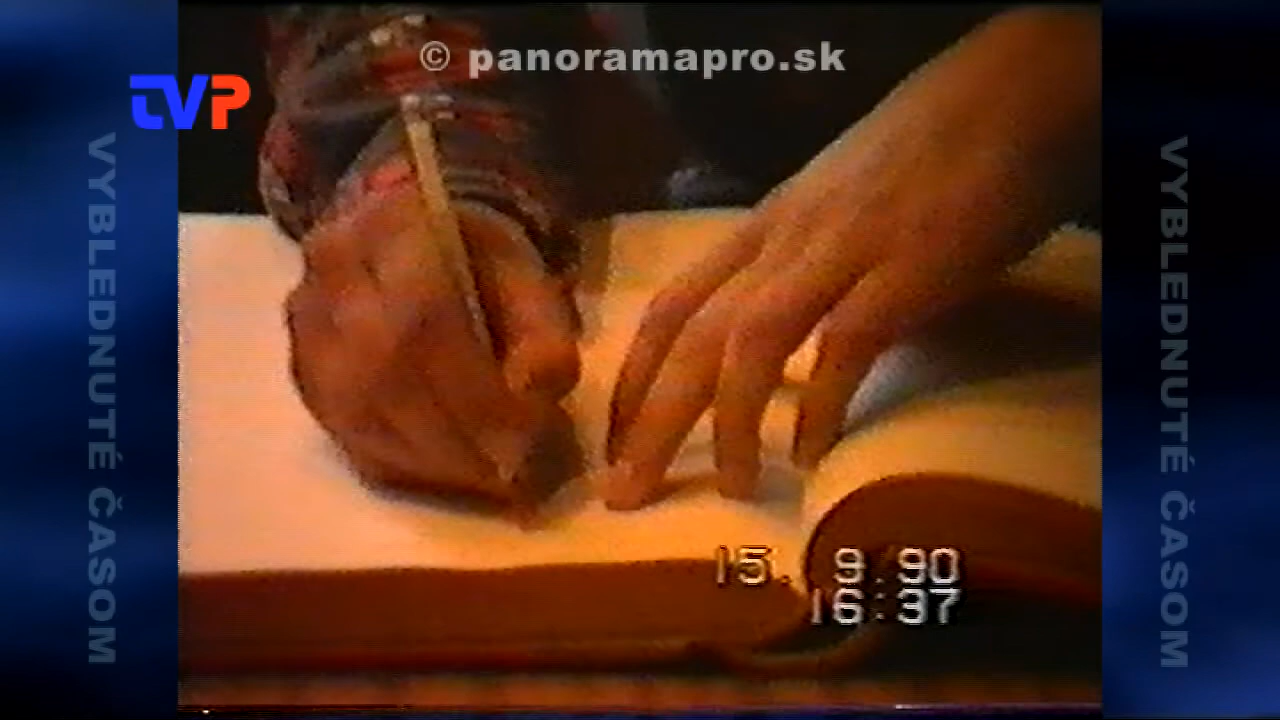 © panoramapro.sk
TVP
VYBLEDNUTÉ ČASOM
VYBLEDNUTÉ ČASOM
15. 9.90
16:37